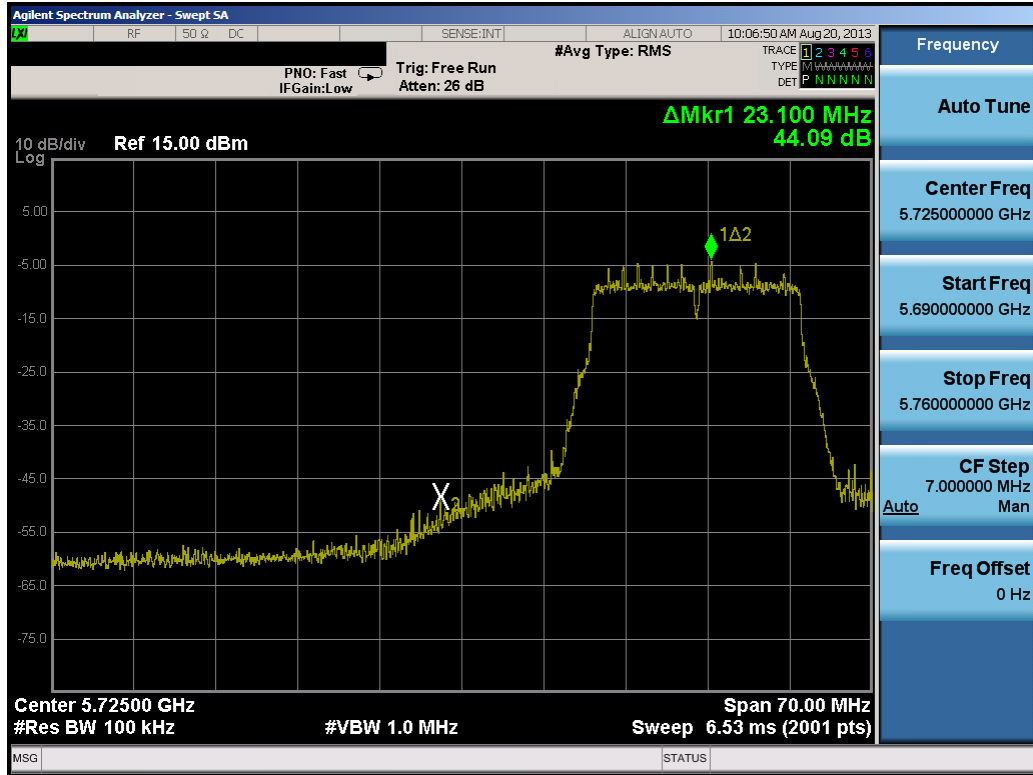 Agilent Spectrum Analyzer - Swept SA
LXI RF 50 Ω DC SENSE:INT ALIGN AUTO 10:06:50 AM Aug 20, 2013
#Avg Type: RMS
TRACE 1 2 3 4 5 6
PNO: Fast Trig: Free Run
TYPE M WWWWW
IFGain:Low Atten: 26 dB
DET P N N N N N
ΔMkr1 23.100 MHz
44.09 dB
10 dB/div Ref 15.00 dBm
Log
5.00
1Δ2
-5.00
-15.0
-25.0
-35.0
-45.0
X2
-55.0
-65.0
-75.0
Center 5.72500 GHz Span 70.00 MHz
#Res BW 100 kHz #VBW 1.0 MHz Sweep 6.53 ms (2001 pts)
MSG STATUS
Frequency
Auto Tune
Center Freq
5.725000000 GHz
Start Freq
5.690000000 GHz
Stop Freq
5.760000000 GHz
CF Step
7.000000 MHz
Auto Man
Freq Offset
0 Hz